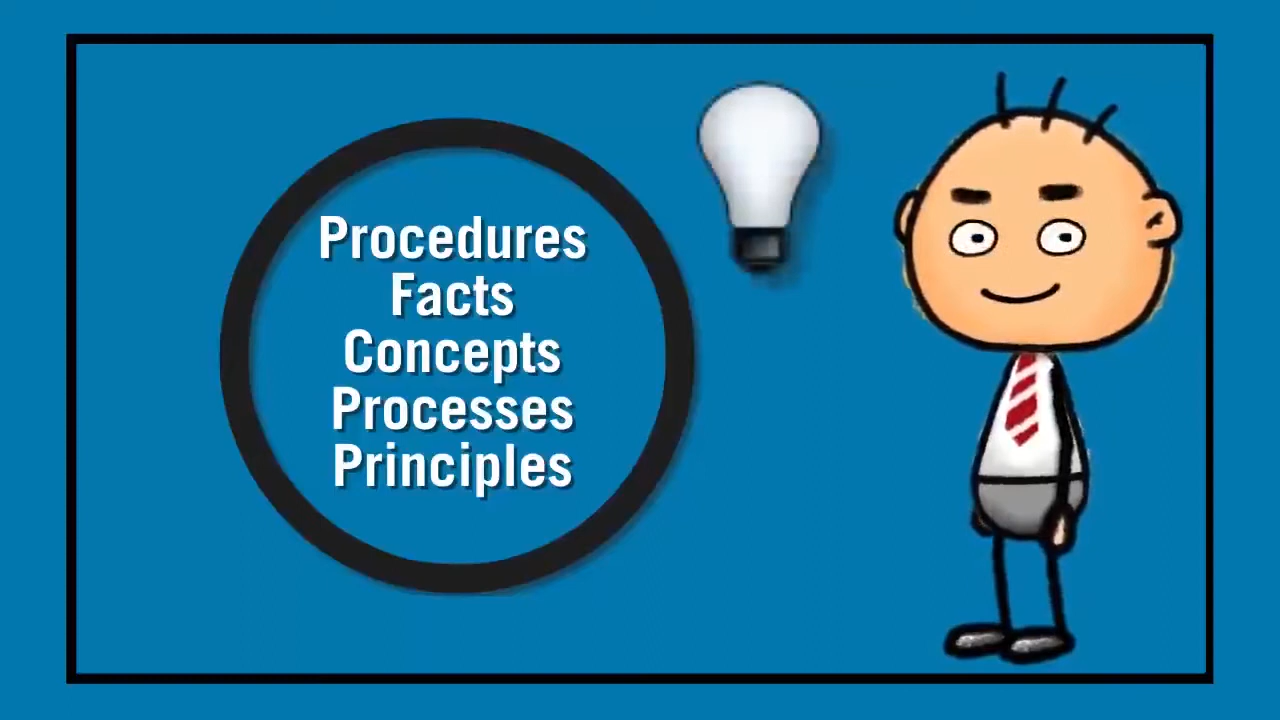 Procedures
Facts
Concepts
Processes
Principles